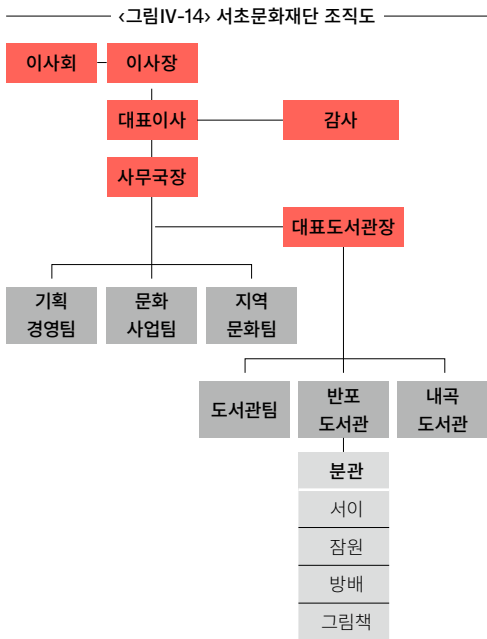 <그림Ⅳ-14> 서초문화재단 조직도
이사회
이사장
대표이사
감사
사무국장
대표도서관장
기획
경영팀
문화
사업팀
지역
문화팀
도서관팀
반포
도서관
내곡
도서관
분관
서이
잠원
방배
그림책